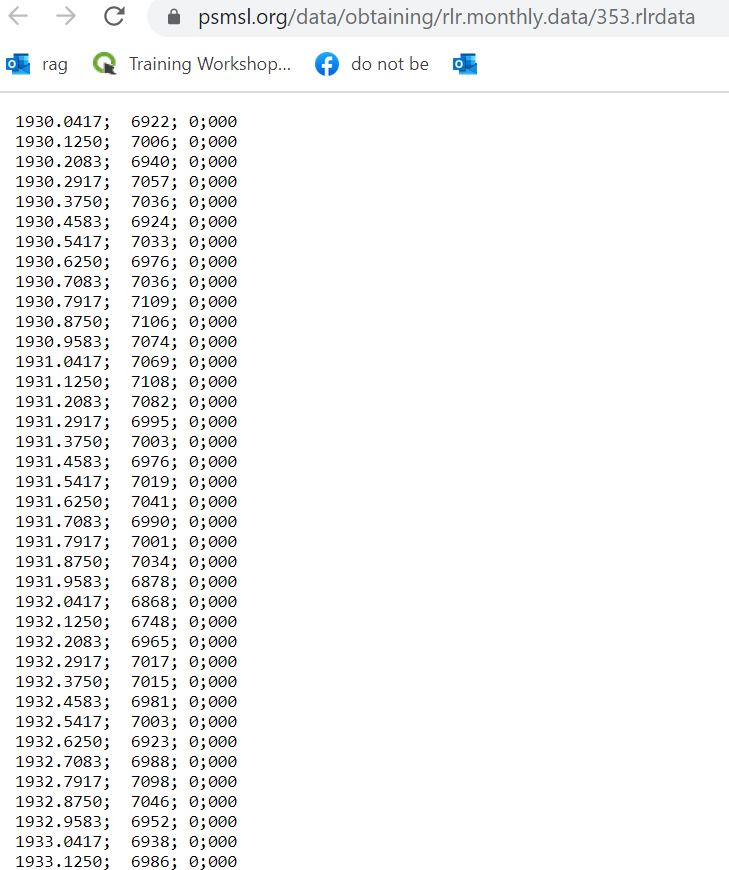 psmsl.org/data/obtaining/rlr.monthly.data/353.rlrdata
rag Training Workshop... do not be
1930.0417; 6922; 0;000
1930.1250; 7006; 0;000
1930.2083; 6940; 0;000
1930.2917; 7057; 0;000
1930.3750; 7036; 0;000
1930.4583; 6924; 0;000
1930.5417; 7033; 0;000
1930.6250; 6976; 0;000
1930.7083; 7036; 0;000
1930.7917; 7109; 0;000
1930.8750; 7106; 0;000
1930.9583; 7074; 0;000
1931.0417; 7069; 0;000
1931.1250; 7108; 0;000
1931.2083; 7082; 0;000
1931.2917; 6995; 0;000
1931.3750; 7003; 0;000
1931.4583; 6976; 0;000
1931.5417; 7019; 0;000
1931.6250; 7041; 0;000
1931.7083; 6990; 0;000
1931.7917; 7001; 0;000
1931.8750; 7034; 0;000
1931.9583; 6878; 0;000
1932.0417; 6868; 0;000
1932.1250; 6748; 0;000
1932.2083; 6965; 0;000
1932.2917; 7017; 0;000
1932.3750; 7015; 0;000
1932.4583; 6981; 0;000
1932.5417; 7003; 0;000
1932.6250; 6923; 0;000
1932.7083; 6988; 0;000
1932.7917; 7098; 0;000
1932.8750; 7046; 0;000
1932.9583; 6952; 0;000
1933.0417; 6938; 0;000
1933.1250; 6986; 0;000